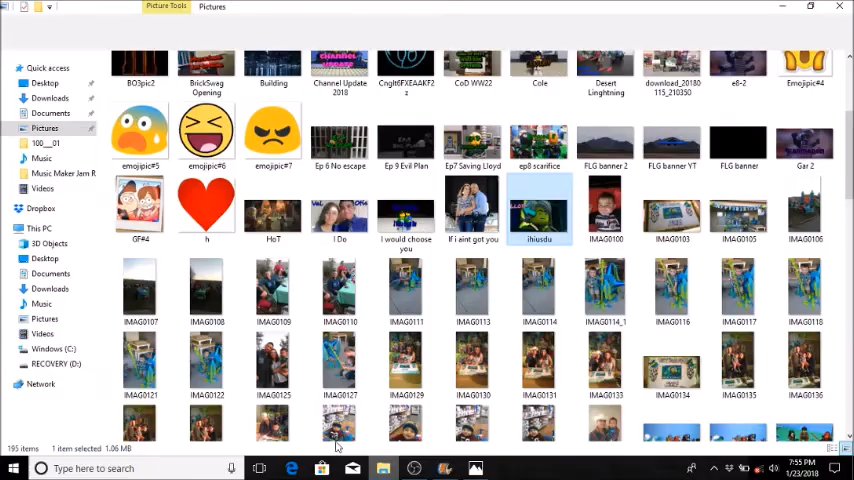 Picture Tools Pictures
Quick access
Desktop
Downloads
Documents
Pictures
100___01
Music
Music Maker Jam R
Videos
Dropbox
This PC
3D Objects
Desktop
Documents
Downloads
Music
Pictures
Videos
Windows (C:)
RECOVERY (D:)
Network
BO3pic2 BrickSwag Opening Building Channel Update 2018 CngIt6FXEAAKF2z CoD WW22 Cole Desert Linghtning download_20180115_210350 e8-2 Emojipic#4
emojipic#5 emojipic#6 emojipic#7 Ep 6 No escape Ep 9 Evil Plan Ep7 Saving Lloyd ep8 scarifice FLG banner 2 FLG banner YT FLG banner Gar 2
GF#4 h HoT I Do I would choose you If i aint got you ihiusdu IMAG0100 IMAG0103 IMAG0105 IMAG0106
IMAG0107 IMAG0108 IMAG0109 IMAG0110 IMAG0111 IMAG0113 IMAG0114 IMAG0114_1 IMAG0116 IMAG0117 IMAG0118
IMAG0121 IMAG0122 IMAG0125 IMAG0127 IMAG0129 IMAG0130 IMAG0131 IMAG0133 IMAG0134 IMAG0135 IMAG0136
195 items 1 item selected 1.06 MB
Type here to search
7:55 PM
1/23/2018